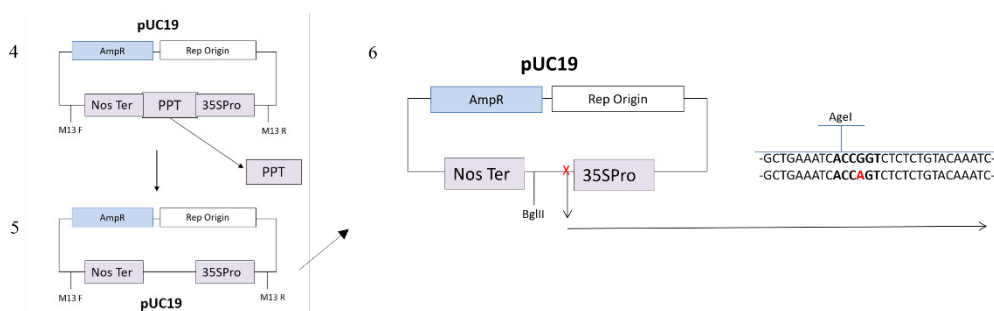 4
pUC19
AmpR
Rep Origin
Nos Ter
PPT
35SPro
M13 F
M13 R
PPT
5
AmpR
Rep Origin
Nos Ter
35SPro
M13 F
pUC19
M13 R
6
pUC19
AmpR
Rep Origin
Nos Ter
X
35SPro
BglII
AgeI
-GCTGAAATCACCGGTCTCTCTGTACAAATC-
-GCTGAAATCACCAGTCTCTCTGTACAAATC-